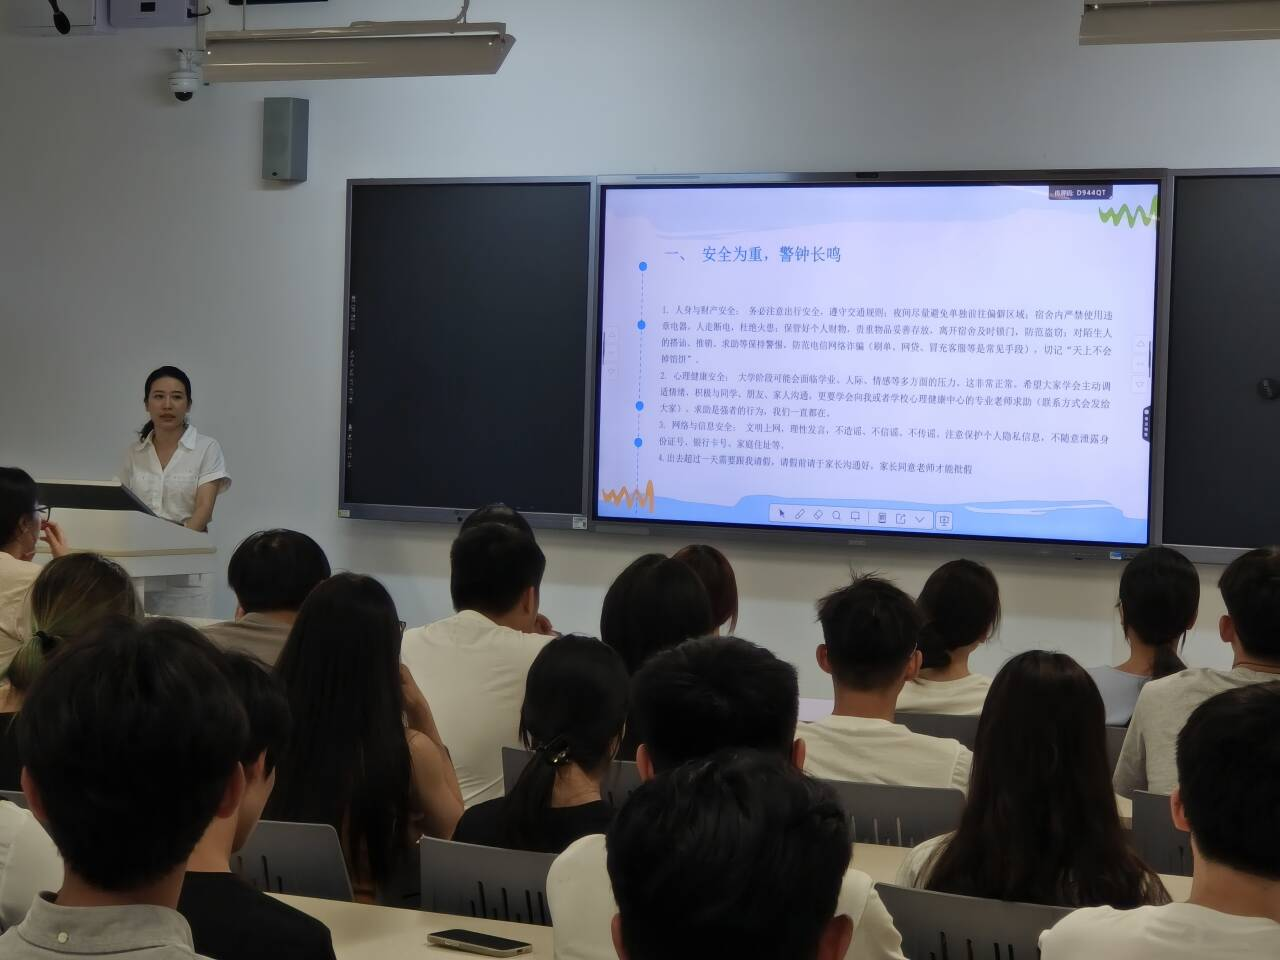 传屏码: D944QT
一、 安全为重，警钟长鸣
1. 人身与财产安全： 务必注意出行安全，遵守交通规则；夜间尽量避免单独前往偏僻区域；宿舍内严禁使用违
章电器，人走断电，杜绝火患；保管好个人财物，贵重物品妥善存放，离开宿舍及时锁门，防范盗窃；对陌生人
的搭讪、推销、求助等保持警惕，防范电信网络诈骗（刷单、网贷、冒充客服等是常见手段），切记“天上不会
掉馅饼”。
2. 心理健康安全： 大学阶段可能会面临学业、人际、情感等多方面的压力，这非常正常。希望大家学会主动调
适情绪，积极与同学、朋友、家人沟通，更要学会向我或者学校心理健康中心的专业老师求助（联系方式会发给
大家）。求助是强者的行为，我们一直都在。
3. 网络与信息安全： 文明上网、理性发言，不造谣、不信谣、不传谣。注意保护个人隐私信息，不随意泄露身
份证号、银行卡号、家庭住址等。
4. 出去超过一天需要跟我请假，请假前请于家长沟通好，家长同意老师才能批假